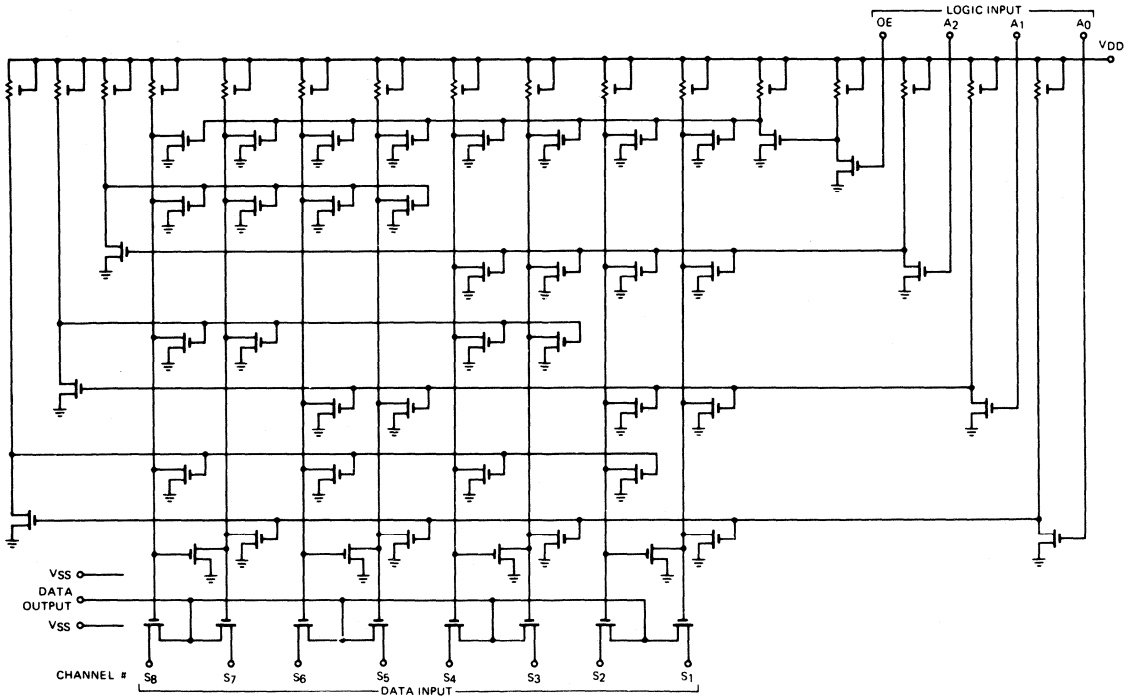 LOGIC INPUT
OE A2 A1 A0
VDD
VSS
DATA
OUTPUT
VSS
CHANNEL # S8 S7 S6 S5 S4 S3 S2 S1
DATA INPUT